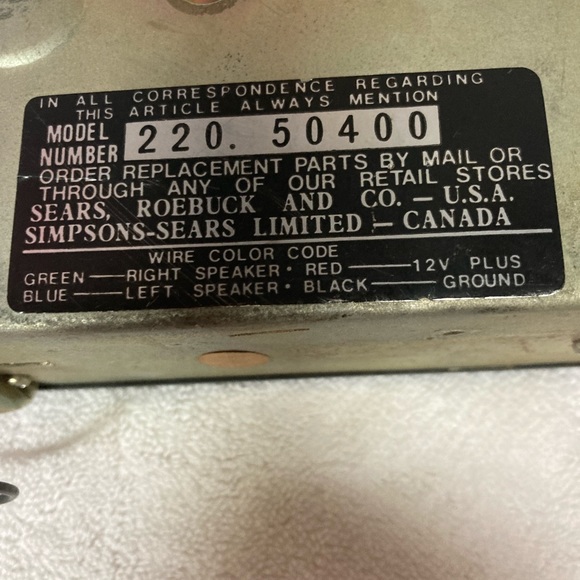 IN ALL CORRESPONDENCE REGARDING
THIS ARTICLE ALWAYS MENTION
MODEL NUMBER 220. 50400
ORDER REPLACEMENT PARTS BY MAIL OR
THROUGH ANY OF OUR RETAIL STORES
SEARS, ROEBUCK AND CO. — U.S.A.
SIMPSONS-SEARS LIMITED — CANADA
WIRE COLOR CODE
GREEN — RIGHT SPEAKER • RED — 12V PLUS
BLUE — LEFT SPEAKER • BLACK — GROUND